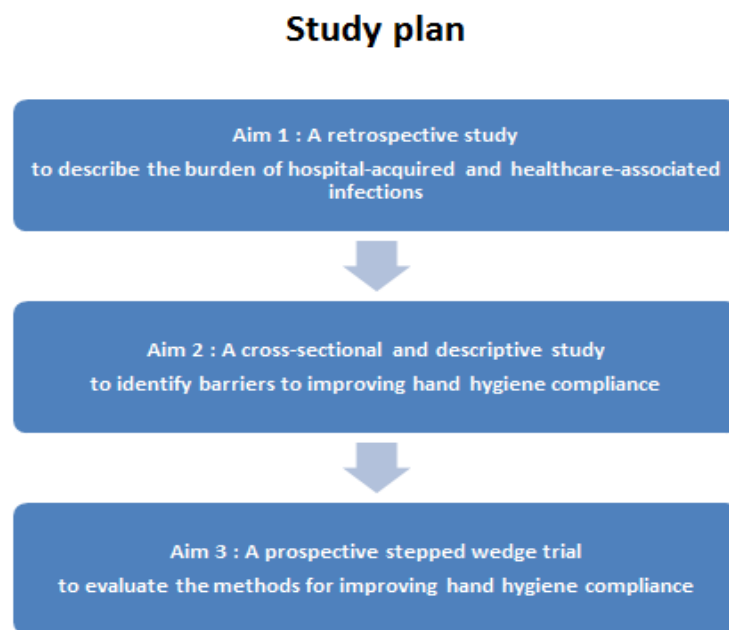 Study plan
Aim 1 : A retrospective study
to describe the burden of hospital-acquired and healthcare-associated
infections
Aim 2 : A cross-sectional and descriptive study
to identify barriers to improving hand hygiene compliance
Aim 3 : A prospective stepped wedge trial
to evaluate the methods for improving hand hygiene compliance